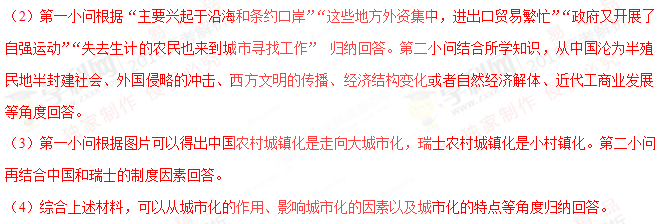 （2）第一小问根据“主要兴起于沿海和条约口岸”“这些地方外资集中，进出口贸易繁忙”“政府又开展了
自强运动”“失去生计的农民也来到城市寻找工作” 归纳回答。第二小问结合所学知识，从中国沦为半殖
民地半封建社会、外国侵略的冲击、西方文明的传播、经济结构变化或者自然经济解体、近代工商业发展
等角度回答。
（3）第一小问根据图片可以得出中国农村城镇化是走向大城市化，瑞士农村城镇化是小村镇化。第二小问
再结合中国和瑞士的制度因素回答。
（4）综合上述材料，可以从城市化的作用、影响城市化的因素以及城市化的特点等角度归纳回答。